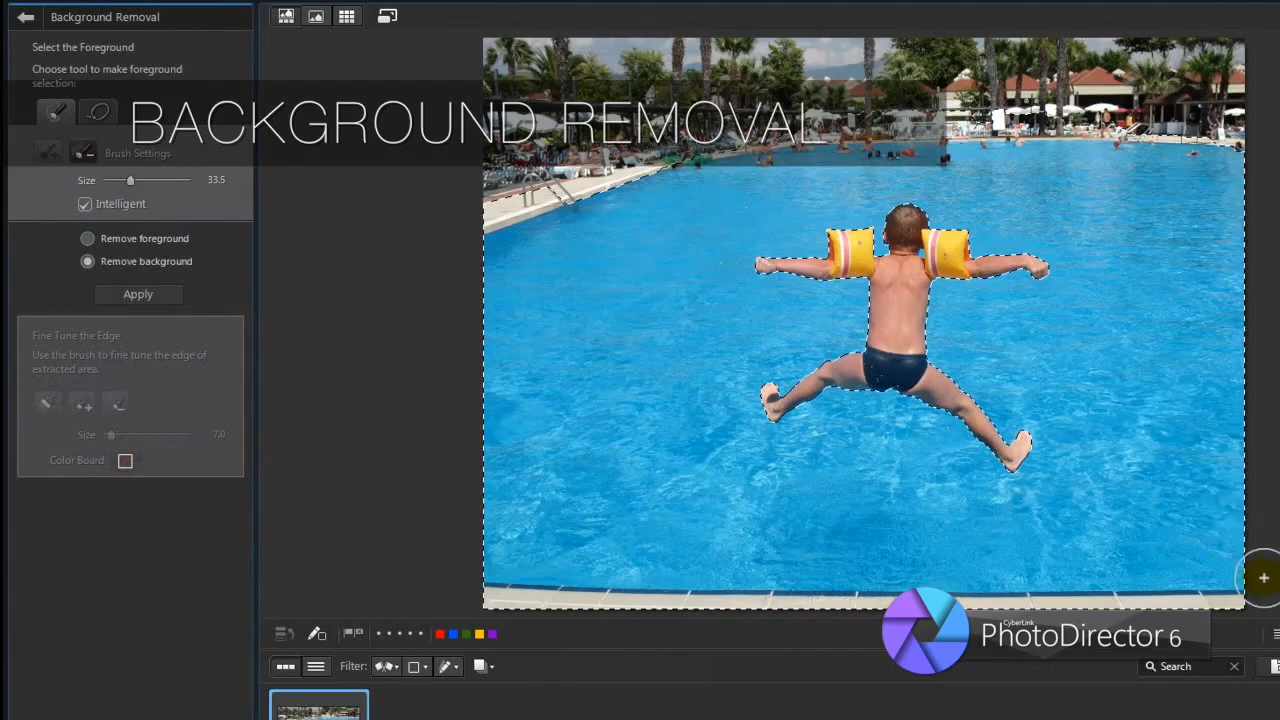 Background Removal
Select the Foreground
Choose tool to make foreground
selection:
BACKGROUND REMOVAL
Brush Settings
Size 33.5
Intelligent
Remove foreground
Remove background
Apply
Fine Tune the Edge
Use the brush to fine tune the edge of
extracted area.
Size 7.0
Color Board
CyberLink
PhotoDirector 6
Filter:
Search